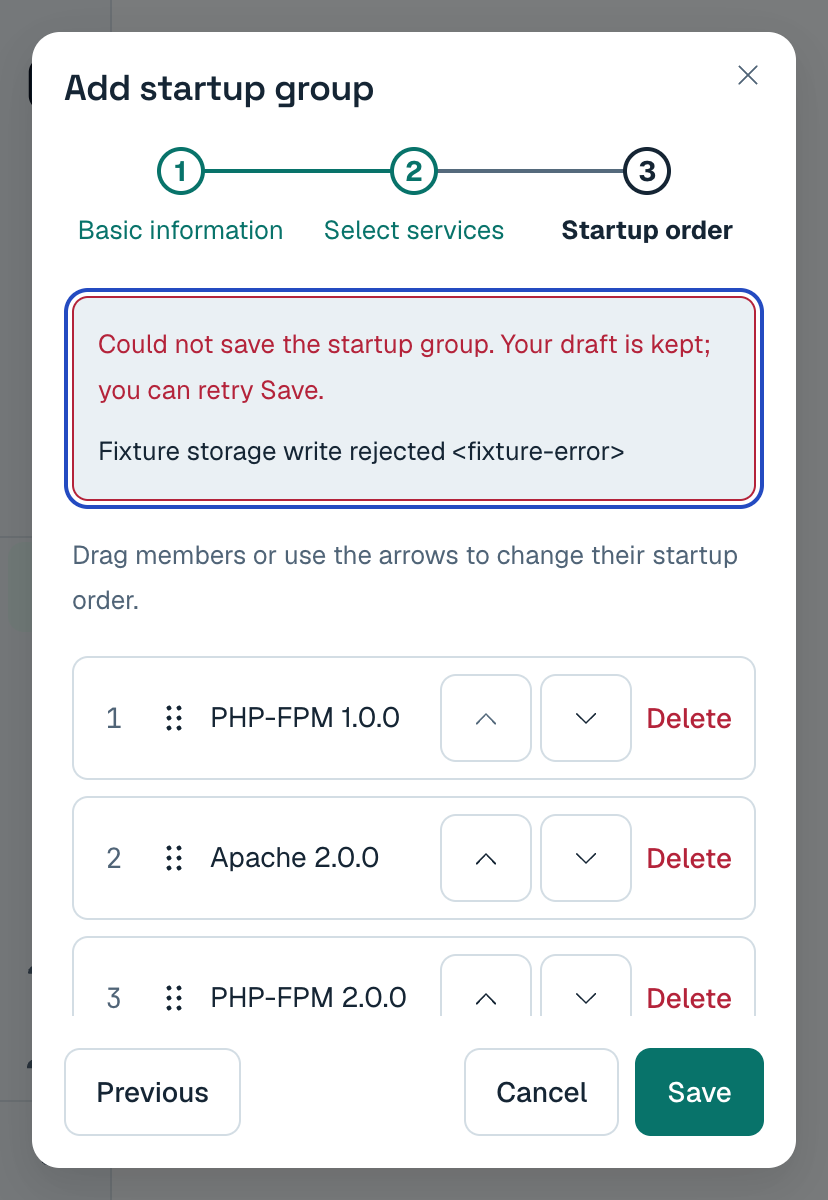 Add startup group
1
2
3
Basic information
Select services
Startup order
Could not save the startup group. Your draft is kept;
you can retry Save.
Fixture storage write rejected <fixture-error>
Drag members or use the arrows to change their startup
order.
1 PHP-FPM 1.0.0 Delete
2 Apache 2.0.0 Delete
3 PHP-FPM 2.0.0 Delete
Previous
Cancel
Save